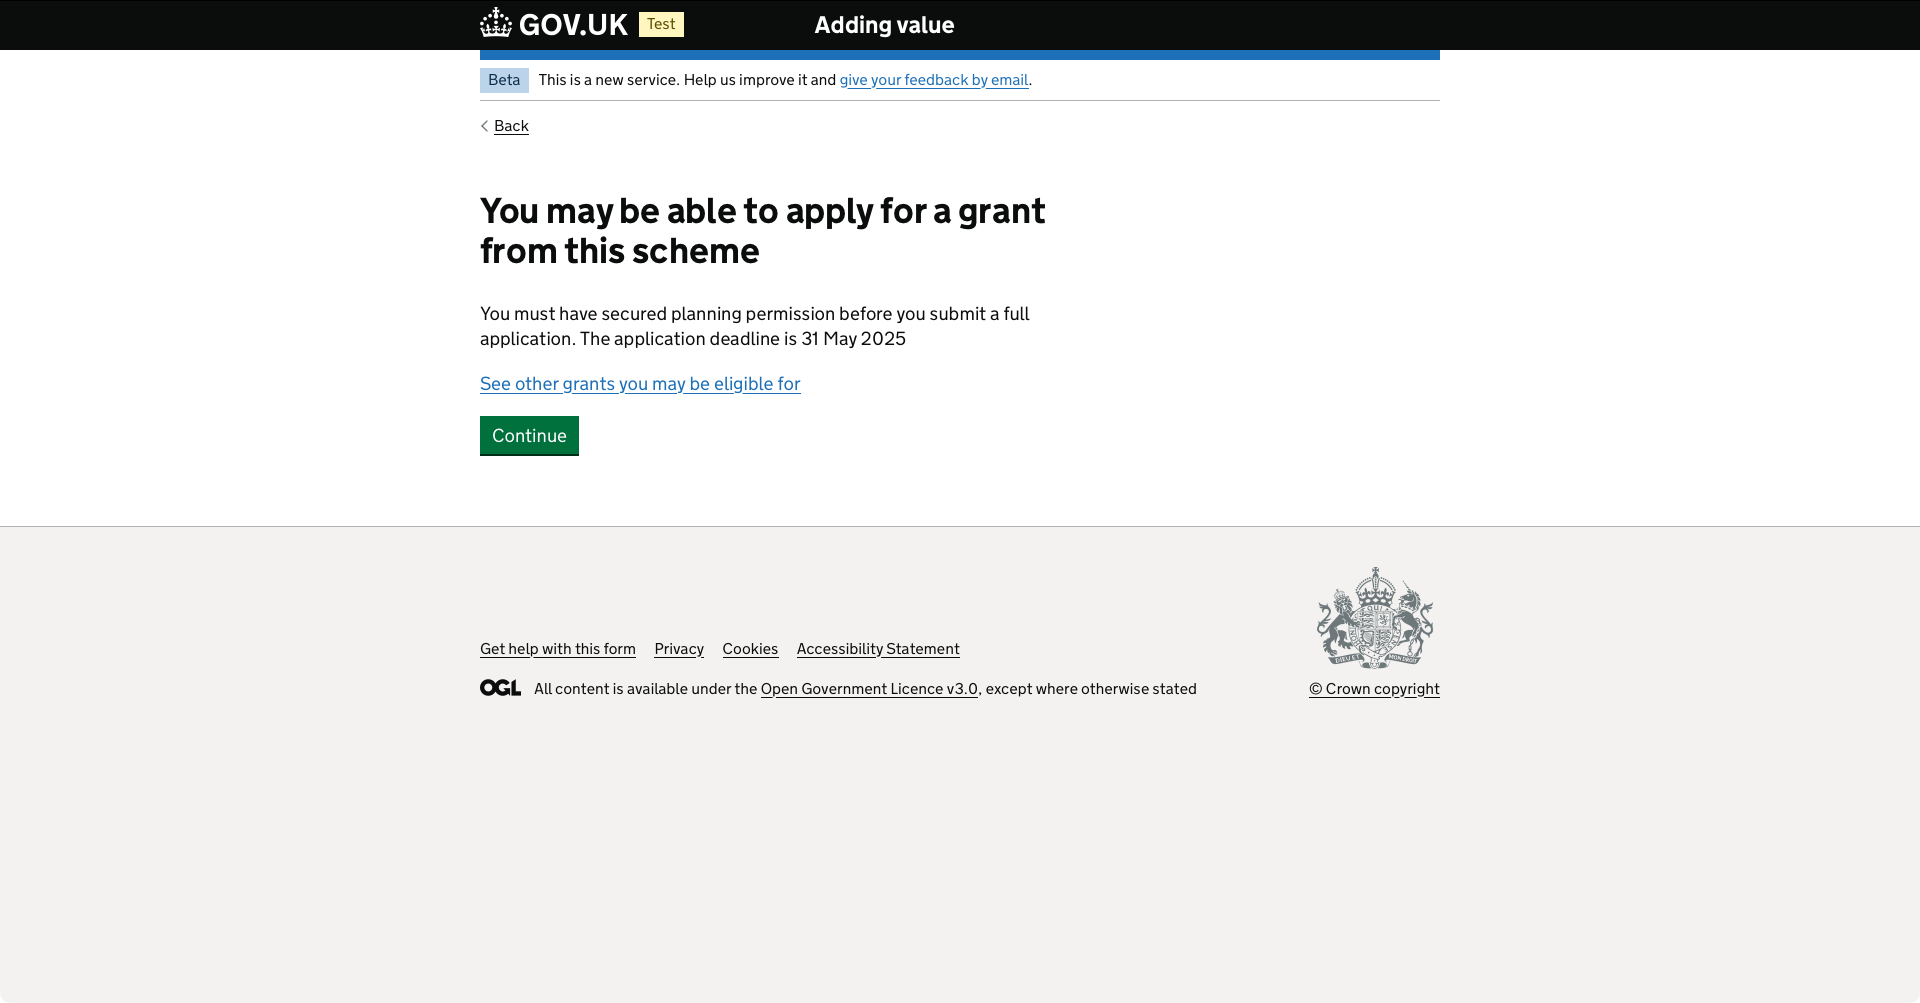 GOV.UK Test Adding value
Beta This is a new service. Help us improve it and give your feedback by email.
Back
You may be able to apply for a grant
from this scheme
You must have secured planning permission before you submit a full
application. The application deadline is 31 May 2025
See other grants you may be eligible for
Continue
Get help with this form Privacy Cookies Accessibility Statement
OGL All content is available under the Open Government Licence v3.0, except where otherwise stated
© Crown copyright